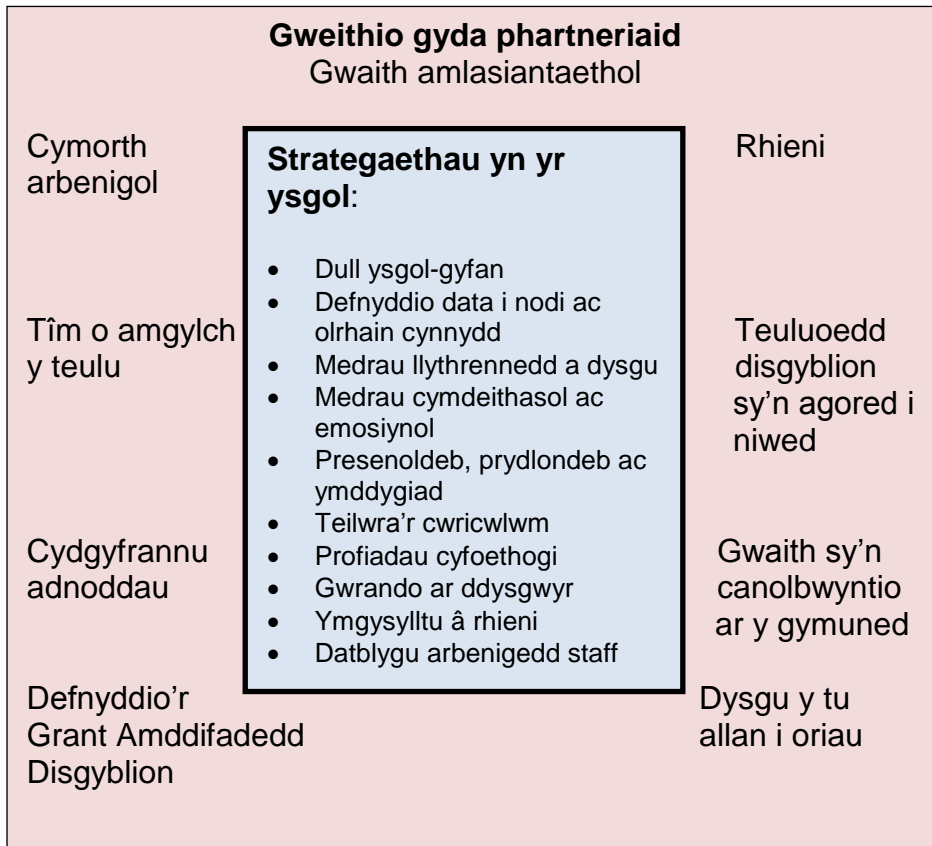 Gweithio gyda phartneriaid
Gwaith amlasiantaethol
Cymorth
arbenigol
Tîm o amgylch
y teulu
Cydgyfrannu
adnoddau
Defnyddio’r
Grant Amddifadedd
Disgyblion
Strategaethau yn yr
ysgol:
• Dull ysgol-gyfan
• Defnyddio data i nodi ac
olrhain cynnydd
• Medrau llythrennedd a dysgu
• Medrau cymdeithasol ac
emosiynol
• Presenoldeb, prydlondeb ac
ymddygiad
• Teilwra’r cwricwlwm
• Profiadau cyfoethogi
• Gwrando ar ddysgwyr
• Ymgysylltu â rhieni
• Datblygu arbenigedd staff
Rhieni
Teuluoedd
disgyblion
sy’n agored i
niwed
Gwaith sy’n
canolbwyntio
ar y gymuned
Dysgu y tu
allan i oriau